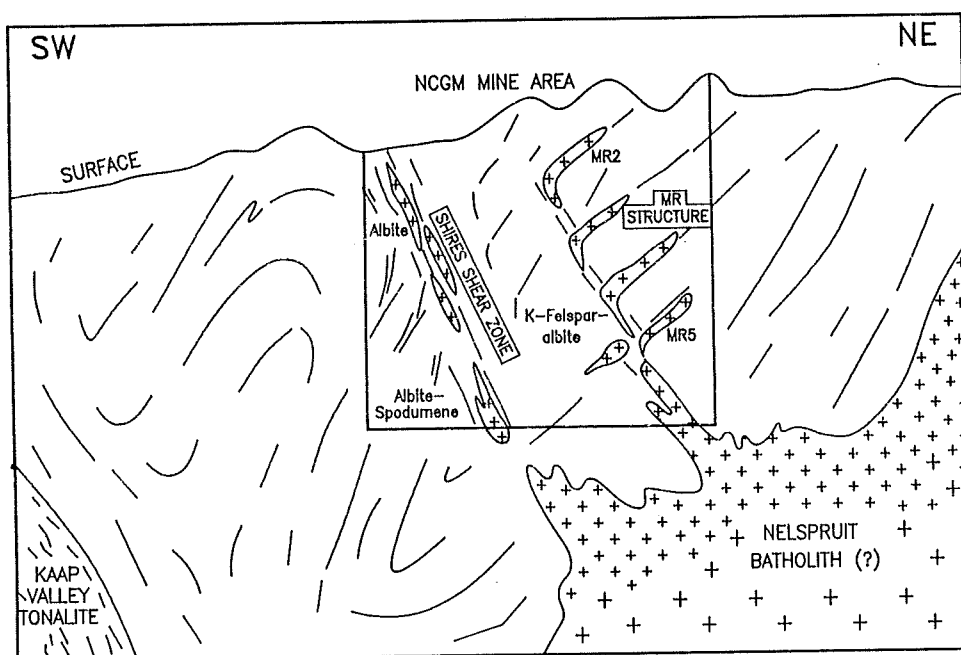 SW
NE
NCGM MINE AREA
SURFACE
MR2
MR
STRUCTURE
Albite
SHIRES SHEAR ZONE
K-Felspar-
albite
MR5
Albite-
Spodumene
NELSPRUIT
BATHOLITH (?)
KAAP
VALLEY
TONALITE